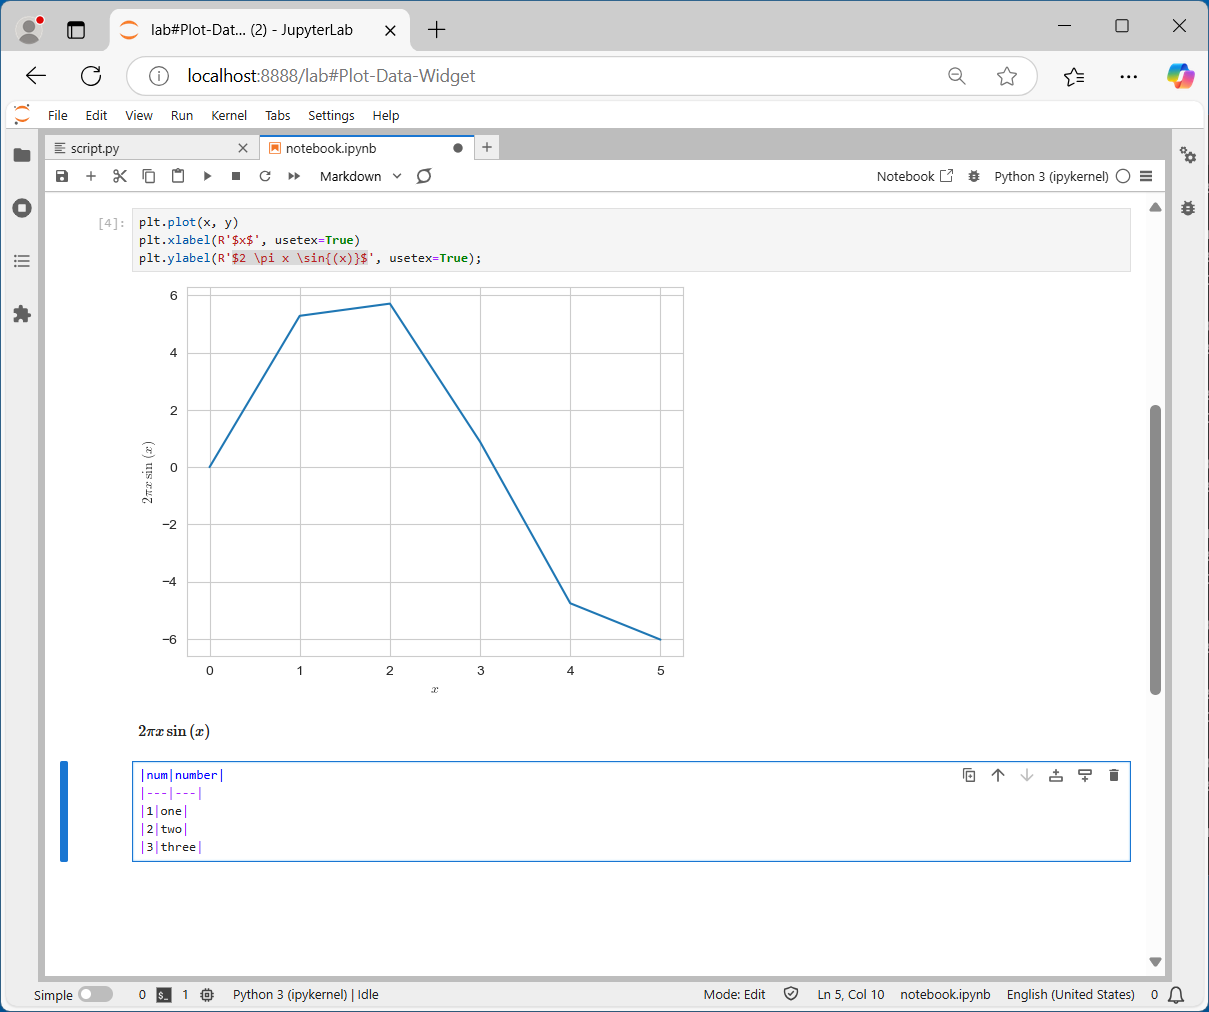 lab#Plot-Dat... (2) - JupyterLab
localhost:8888/lab#Plot-Data-Widget
File Edit View Run Kernel Tabs Settings Help
script.py notebook.ipynb
Markdown Notebook Python 3 (ipykernel)
[4]: plt.plot(x, y)
plt.xlabel(R'$x$', usetex=True)
plt.ylabel(R'$2 \pi x \sin{(x)}$', usetex=True);
6
4
2
0
−2
−4
−6
2πx sin (x)
0 1 2 3 4 5
x
2πx sin (x)
|num|number|
|---|---|
|1|one|
|2|two|
|3|three|
Simple 0 $_ 1 Python 3 (ipykernel) | Idle Mode: Edit Ln 5, Col 10 notebook.ipynb English (United States) 0